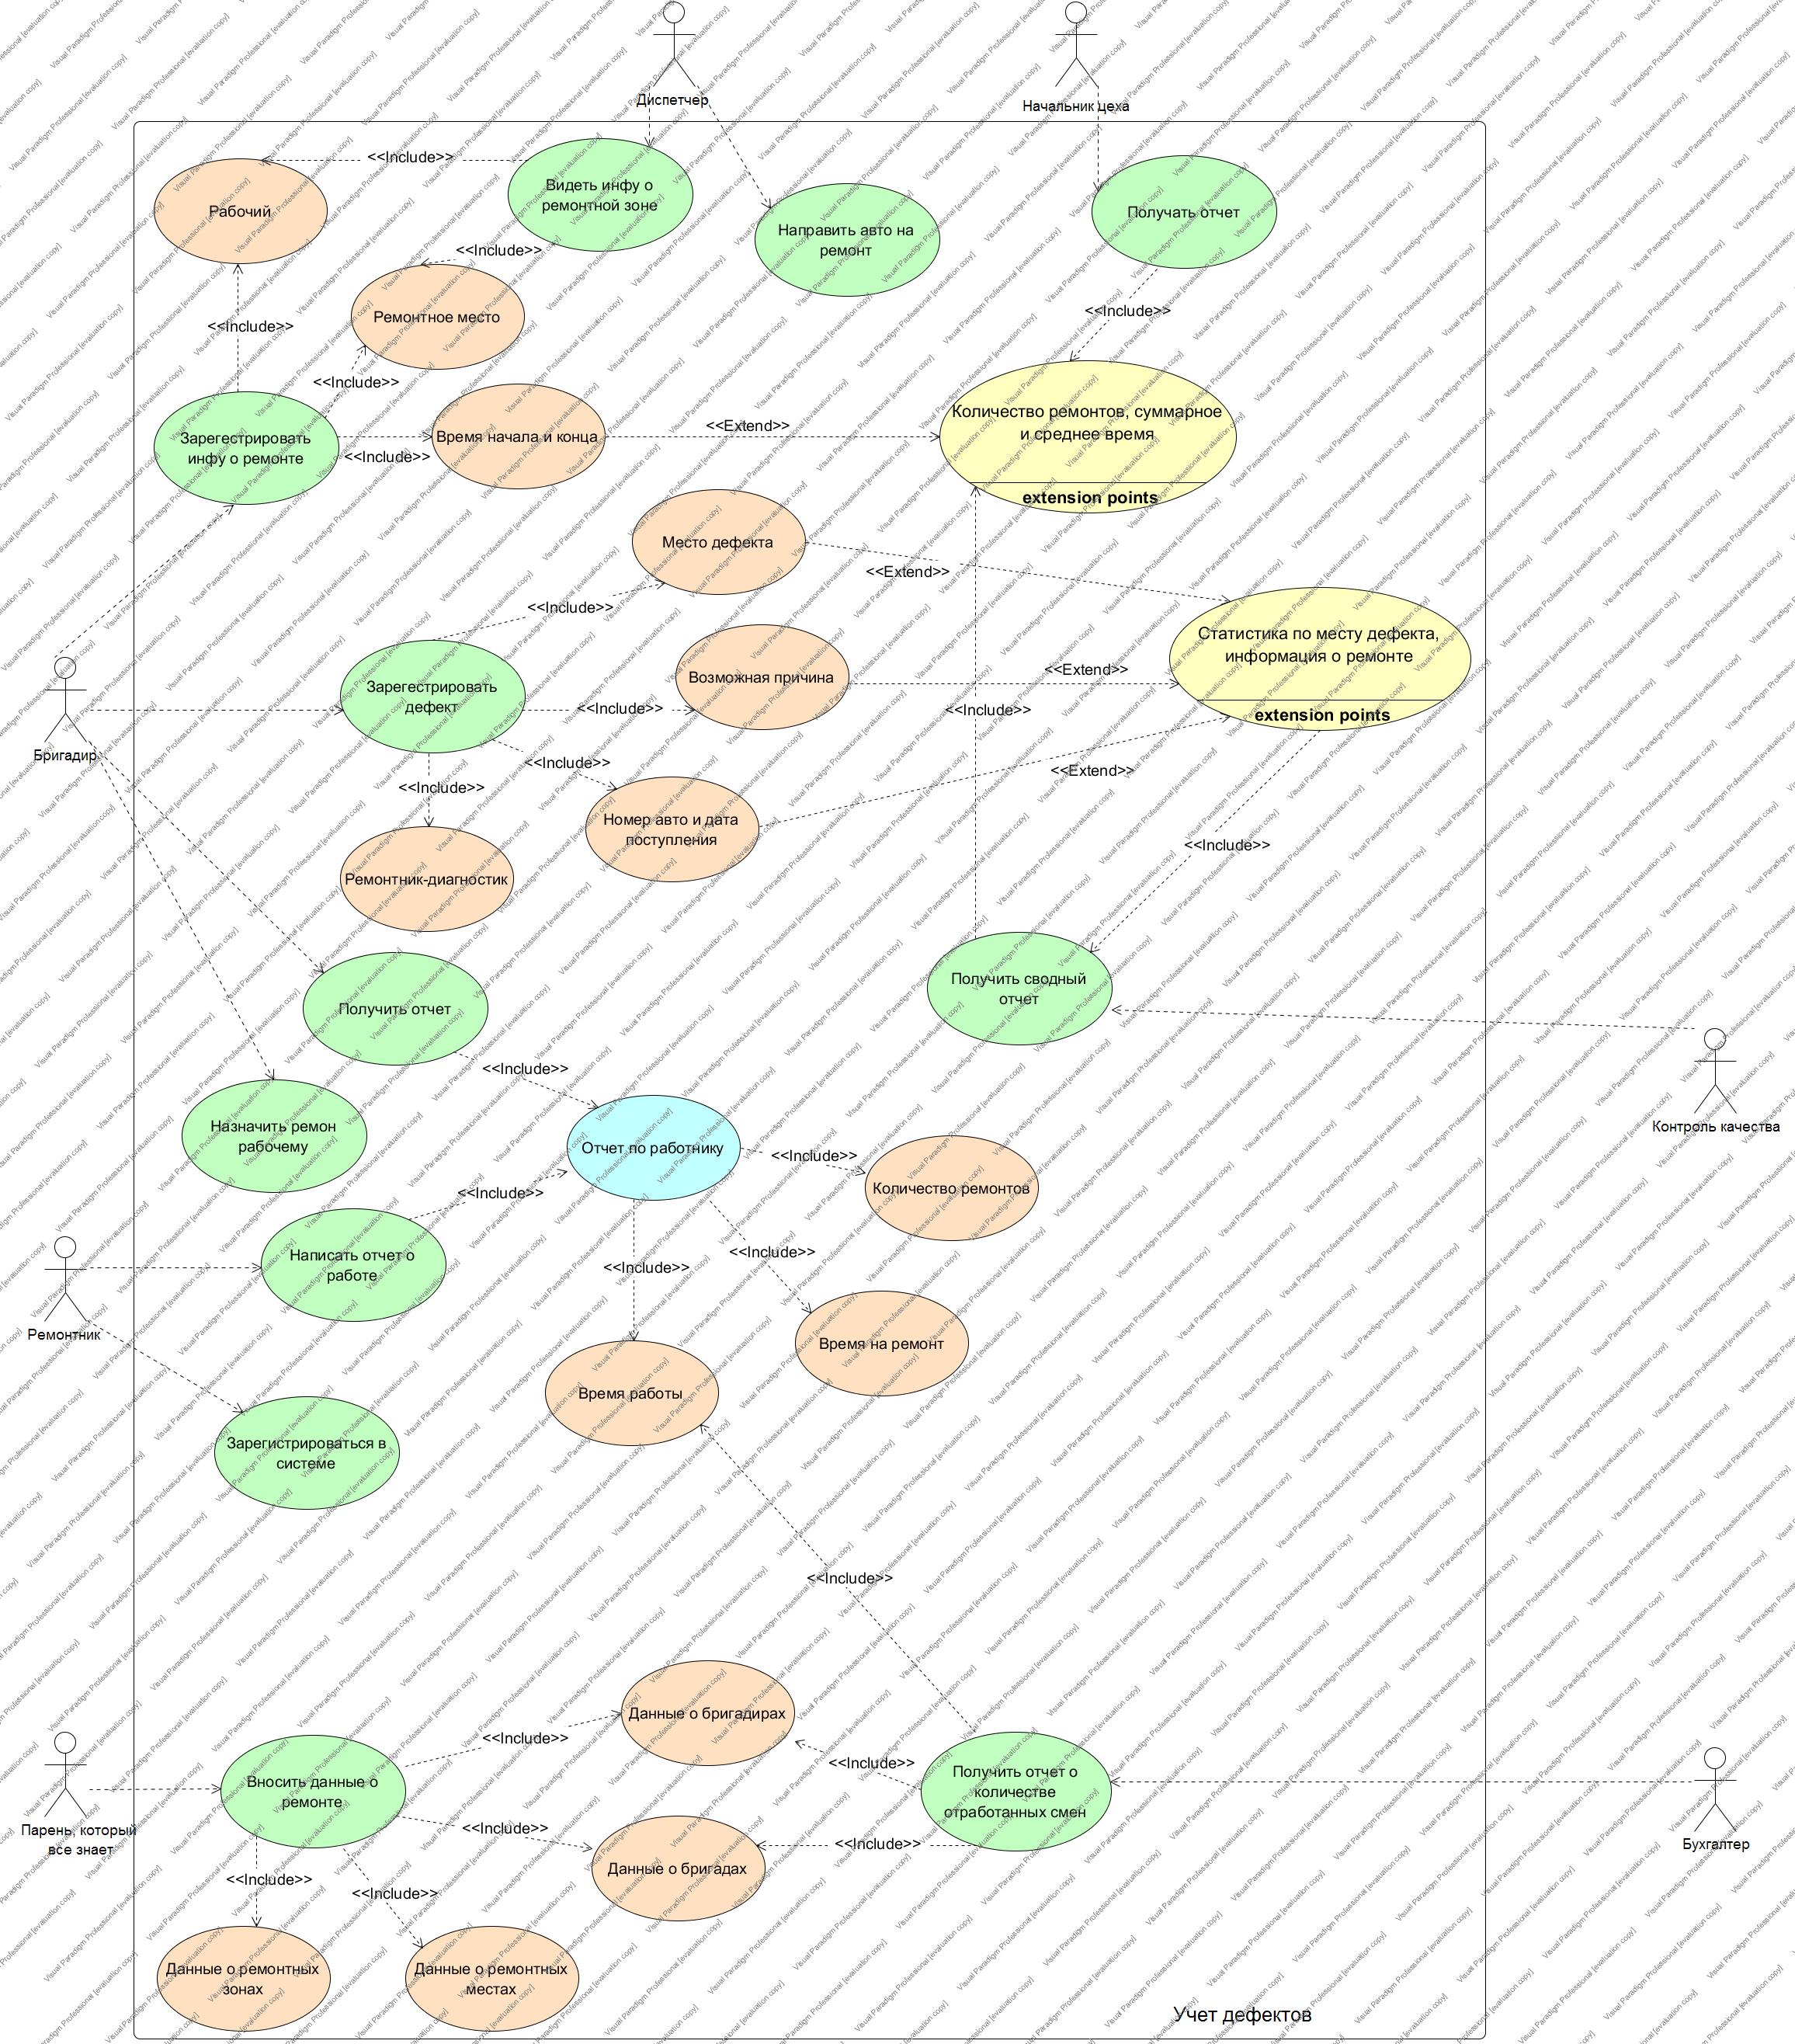 Диспетчер
Начальник цеха
<<Include>>
Видеть инфу о
ремонтной зоне
Рабочий
Получать отчет
Направить авто на
ремонт
<<Include>>
Ремонтное место
<<Include>>
<<Include>>
<<Include>>
Количество ремонтов, суммарное
и среднее время
extension points
Зарегестрировать
инфу о ремонте
<<Include>>
Время начала и конца
<<Extend>>
Место дефекта
<<Extend>>
<<Include>>
Статистика по месту дефекта,
информация о ремонте
extension points
Возможная причина
<<Extend>>
Зарегестрировать
дефект
<<Include>>
<<Include>>
Бригадир
<<Include>>
<<Extend>>
<<Include>>
Номер авто и дата
поступления
<<Include>>
Ремонтник-диагностик
Получить сводный
отчет
Получить отчет
<<Include>>
Контроль качества
Назначить ремон
рабочему
Отчет по работнику
<<Include>>
Количество ремонтов
<<Include>>
Написать отчет о
работе
<<Include>>
<<Include>>
Ремонтник
Время на ремонт
Время работы
Зарегистрироваться в
системе
<<Include>>
Данные о бригадирах
<<Include>>
<<Include>>
Вносить данные о
ремонте
Получить отчет о
количестве
отработанных смен
Парень, который
все знает
<<Include>>
<<Include>>
Бухгалтер
Данные о бригадах
<<Include>>
<<Include>>
Данные о ремонтных
зонах
Данные о ремонтных
местах
Учет дефектов
Visual Paradigm Professional [evaluation copy]